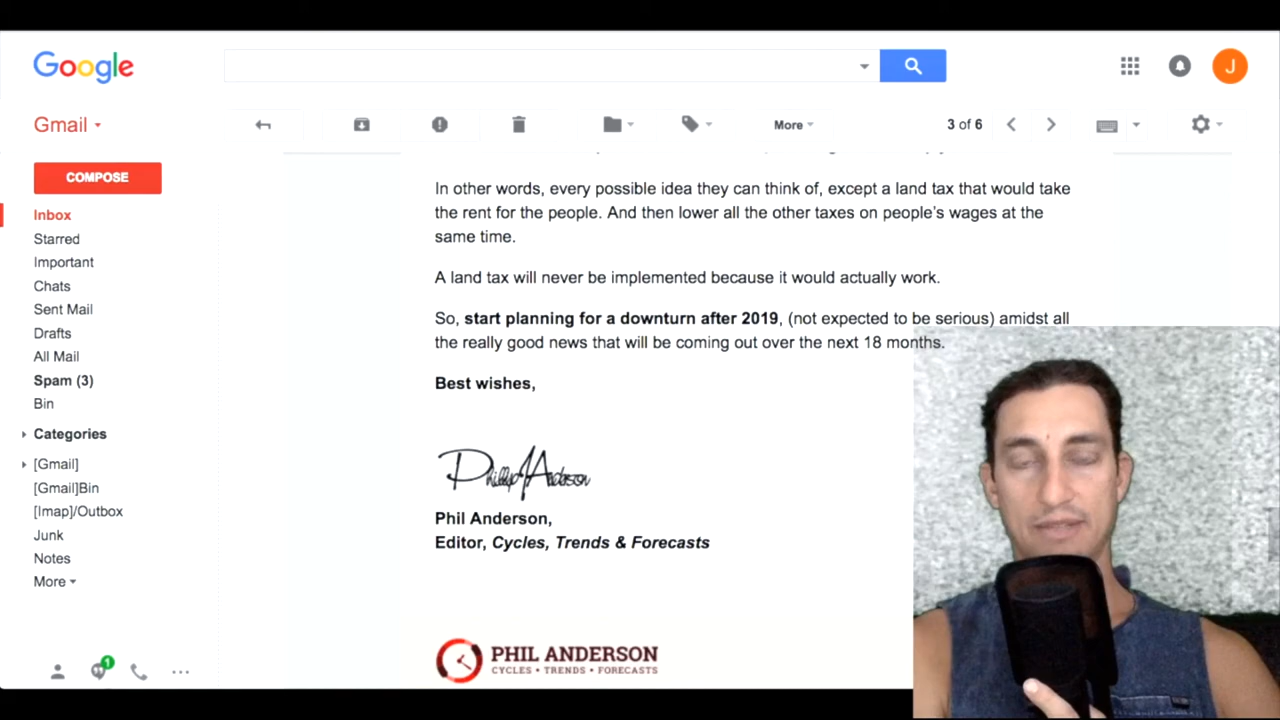 Google
J
Gmail
More
3 of 6
COMPOSE
Inbox
Starred
Important
Chats
Sent Mail
Drafts
All Mail
Spam (3)
Bin
Categories
[Gmail]
[Gmail]Bin
[Imap]/Outbox
Junk
Notes
More
1
In other words, every possible idea they can think of, except a land tax that would take
the rent for the people. And then lower all the other taxes on people's wages at the
same time.
A land tax will never be implemented because it would actually work.
So, start planning for a downturn after 2019, (not expected to be serious) amidst all
the really good news that will be coming out over the next 18 months.
Best wishes,
Phillip J Anderson
Phil Anderson,
Editor, Cycles, Trends & Forecasts
PHIL ANDERSON
CYCLES • TRENDS • FORECASTS